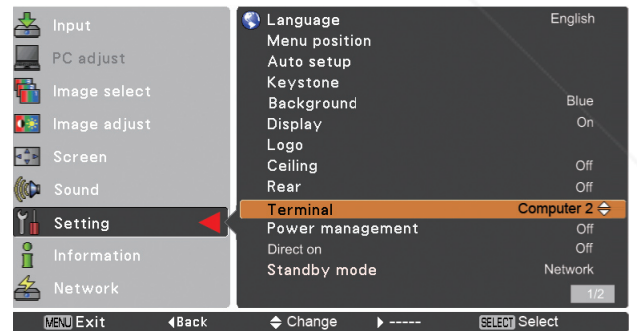 Input
PC adjust
Image select
Image adjust
Screen
Sound
Setting
Information
Network
Language English
Menu position
Auto setup
Keystone
Background Blue
Display On
Logo
Ceiling Off
Rear Off
Terminal Computer 2
Power management Off
Direct on Off
Standby mode Network
1/2
MENU Exit Back Change ----- SELECT Select